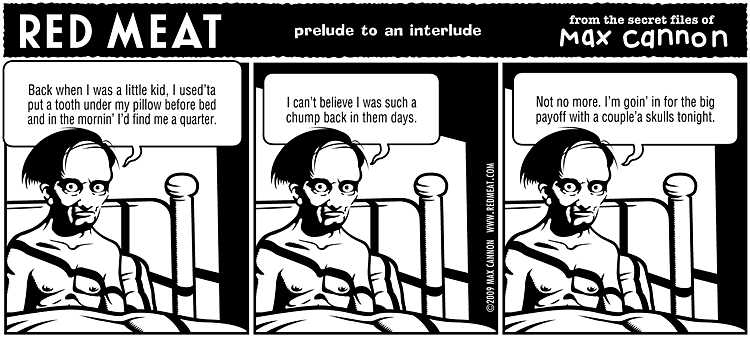 RED MEAT
prelude to an interlude
from the secret files of
Max cannon
Back when I was a little kid, I used'ta
put a tooth under my pillow before bed
and in the mornin' I'd find me a quarter.
I can't believe I was such a
chump back in them days.
©2009 MAX CANNON WWW.REDMEAT.COM
Not no more. I'm goin' in for the big
payoff with a couple'a skulls tonight.